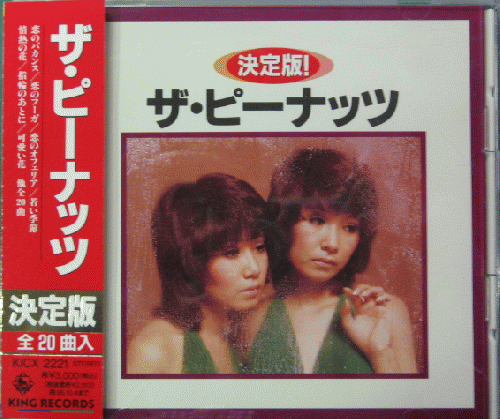 ザ・ピーナッツ
恋のバカンス/恋のフーガ/恋のオフェリア/若い季節
情熱の花/指輪のあとに/可愛い花 他全20曲
決定版
全20曲入
KICX 2221
KING RECORDS
決定版!
ザ・ピーナッツ